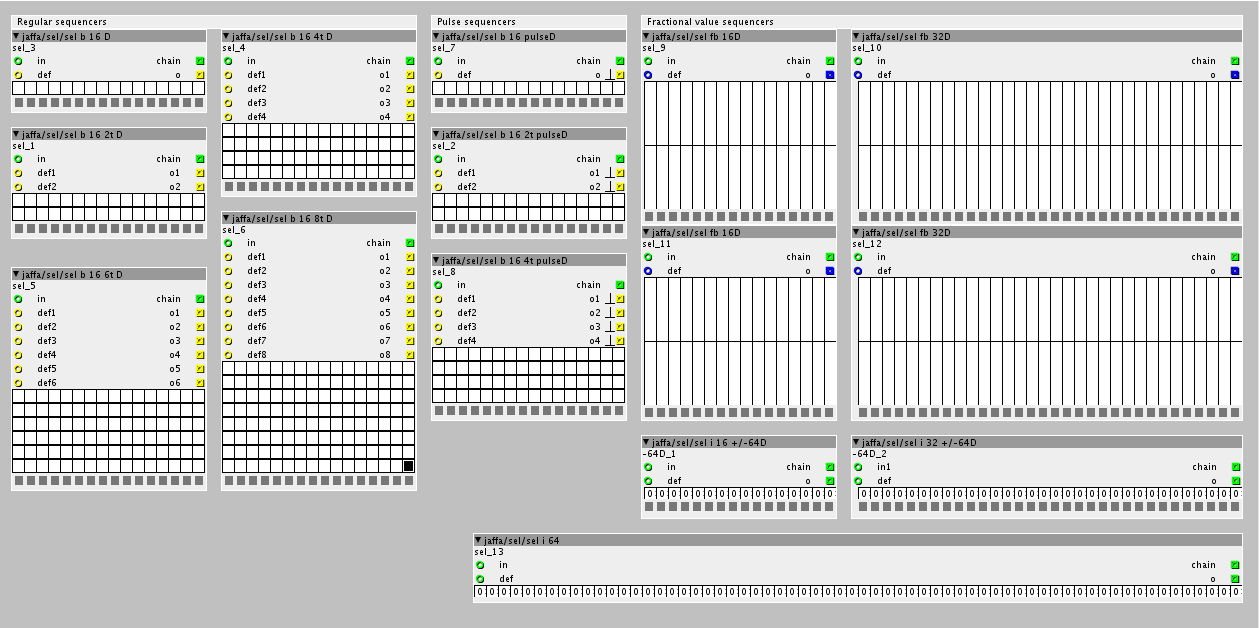 Regular sequencers
jaffa/sel/sel b 16 D
sel_3
in chain
def o
jaffa/sel/sel b 16 2t D
sel_1
in chain
def1 o1
def2 o2
jaffa/sel/sel b 16 6t D
sel_5
in chain
def1 o1
def2 o2
def3 o3
def4 o4
def5 o5
def6 o6
jaffa/sel/sel b 16 4t D
sel_4
in chain
def1 o1
def2 o2
def3 o3
def4 o4
jaffa/sel/sel b 16 8t D
sel_6
in chain
def1 o1
def2 o2
def3 o3
def4 o4
def5 o5
def6 o6
def7 o7
def8 o8
Pulse sequencers
jaffa/sel/sel b 16 pulseD
sel_7
in chain
def o
jaffa/sel/sel b 16 2t pulseD
sel_2
in chain
def1 o1
def2 o2
jaffa/sel/sel b 16 4t pulseD
sel_8
in chain
def1 o1
def2 o2
def3 o3
def4 o4
Fractional value sequencers
jaffa/sel/sel fb 16D
sel_9
in chain
def o
jaffa/sel/sel fb 16D
sel_11
in chain
def o
jaffa/sel/sel i 16 +/-64D
-64D_1
in chain
def o
0 0 0 0 0 0 0 0 0 0 0 0 0 0 0 0
jaffa/sel/sel fb 32D
sel_10
in chain
def o
jaffa/sel/sel fb 32D
sel_12
in chain
def o
jaffa/sel/sel i 32 +/-64D
-64D_2
in1 chain
def o
0 0 0 0 0 0 0 0 0 0 0 0 0 0 0 0 0 0 0 0 0 0 0 0 0 0 0 0 0 0 0 0
jaffa/sel/sel i 64
sel_13
in chain
def o
0 0 0 0 0 0 0 0 0 0 0 0 0 0 0 0 0 0 0 0 0 0 0 0 0 0 0 0 0 0 0 0 0 0 0 0 0 0 0 0 0 0 0 0 0 0 0 0 0 0 0 0 0 0 0 0 0 0 0 0 0 0 0 0